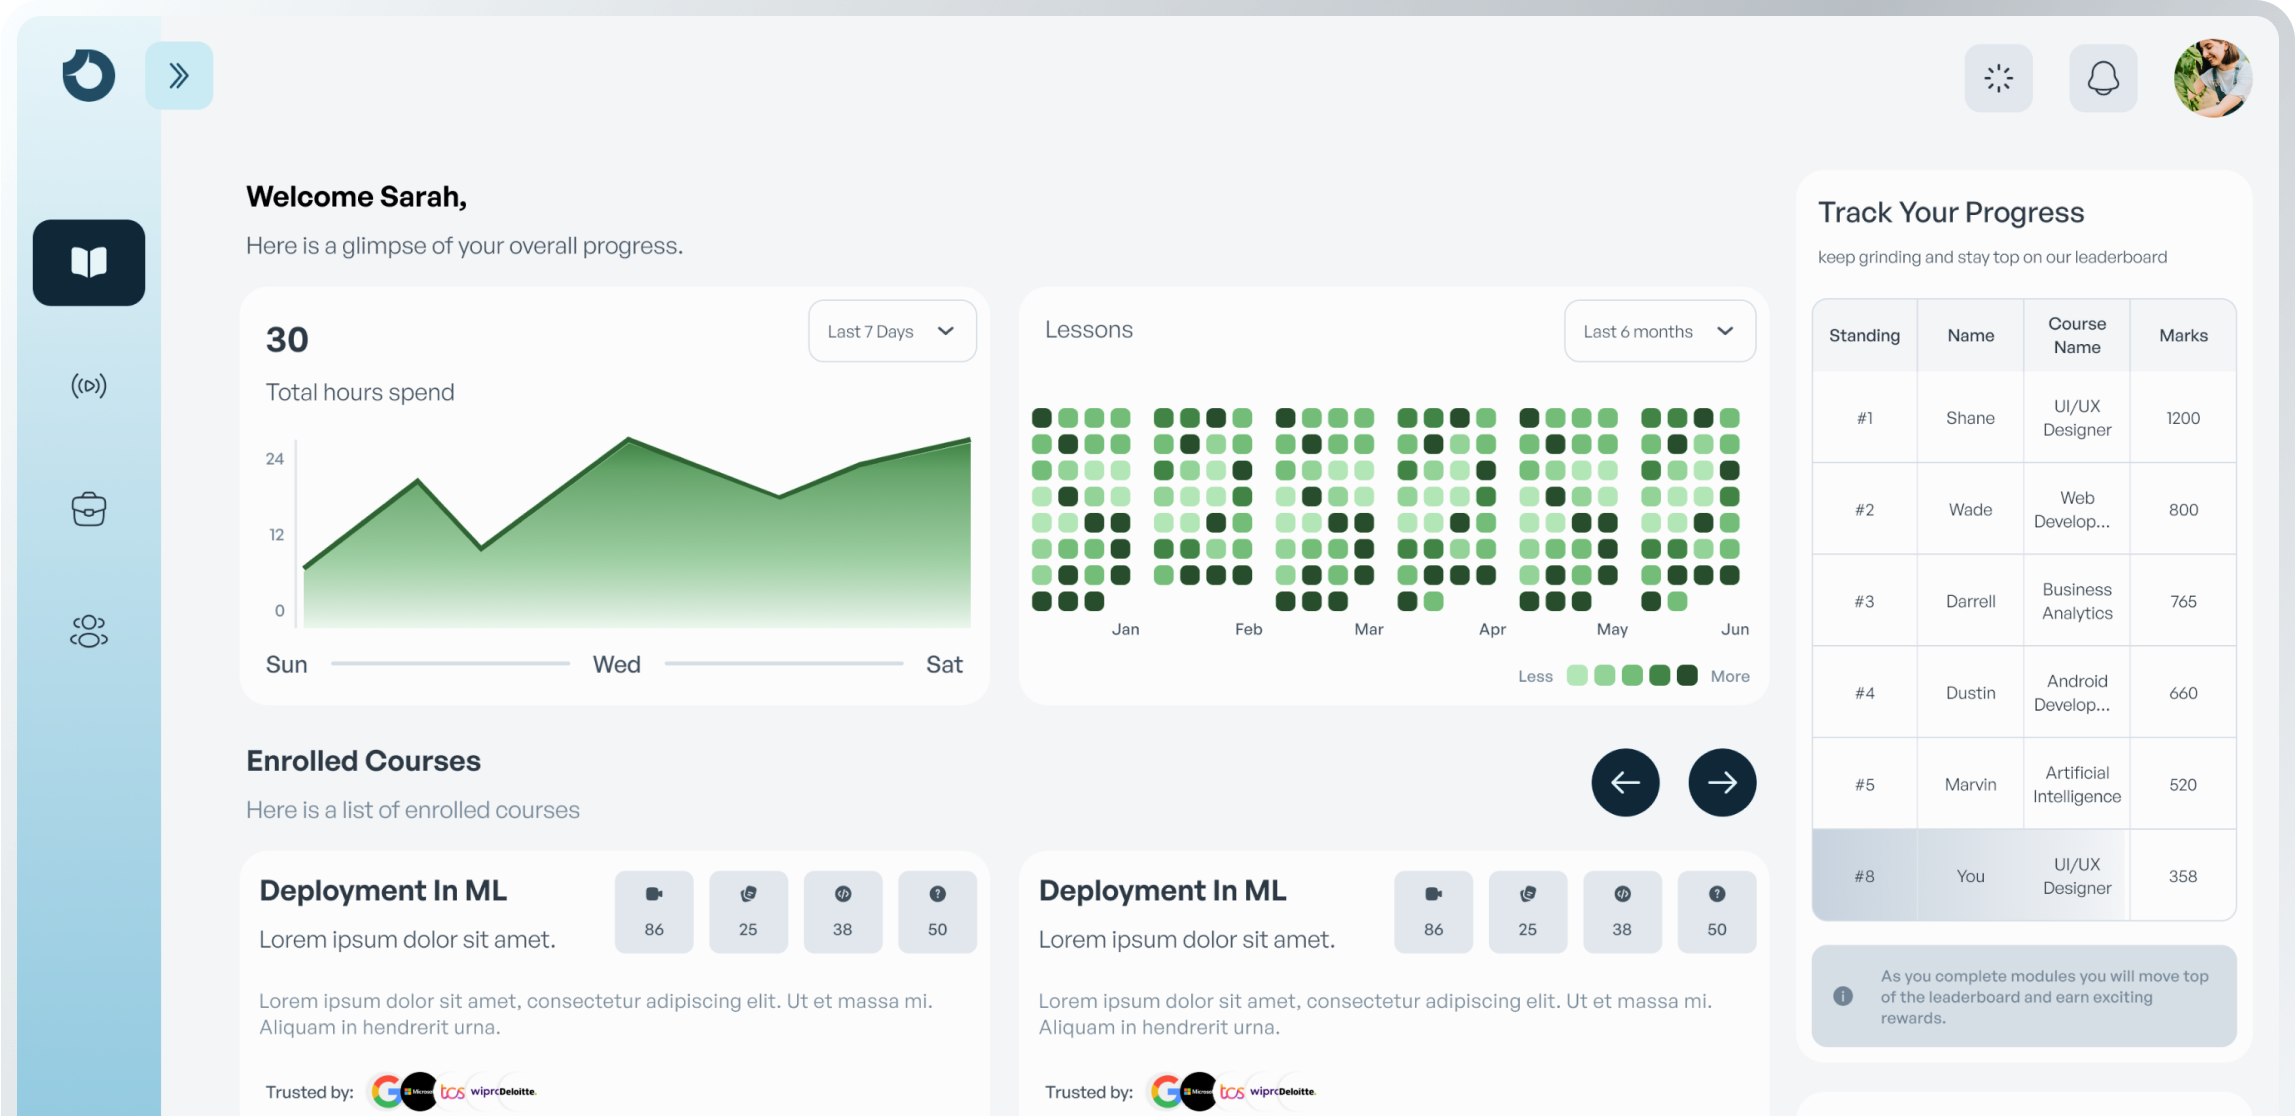 Welcome Sarah,
Here is a glimpse of your overall progress.
30
Last 7 Days
Total hours spend
24
12
0
Sun
Wed
Sat
Lessons
Last 6 months
Jan
Feb
Mar
Apr
May
Jun
Less
More
Enrolled Courses
Here is a list of enrolled courses
Deployment In ML
Lorem ipsum dolor sit amet.
86
25
38
50
Lorem ipsum dolor sit amet, consectetur adipiscing elit. Ut et massa mi.
Aliquam in hendrerit urna.
Trusted by:
G
Microso
tcs
wipro
Deloitte.
Deployment In ML
Lorem ipsum dolor sit amet.
86
25
38
50
Lorem ipsum dolor sit amet, consectetur adipiscing elit. Ut et massa mi.
Aliquam in hendrerit urna.
Trusted by:
G
Microso
tcs
wipro
Deloitte.
Track Your Progress
keep grinding and stay top on our leaderboard
Standing Name Course Name Marks
#1 Shane UI/UX Designer 1200
#2 Wade Web Develop... 800
#3 Darrell Business Analytics 765
#4 Dustin Android Develop... 660
#5 Marvin Artificial Intelligence 520
#8 You UI/UX Designer 358
As you complete modules you will move top
of the leaderboard and earn exciting
rewards.